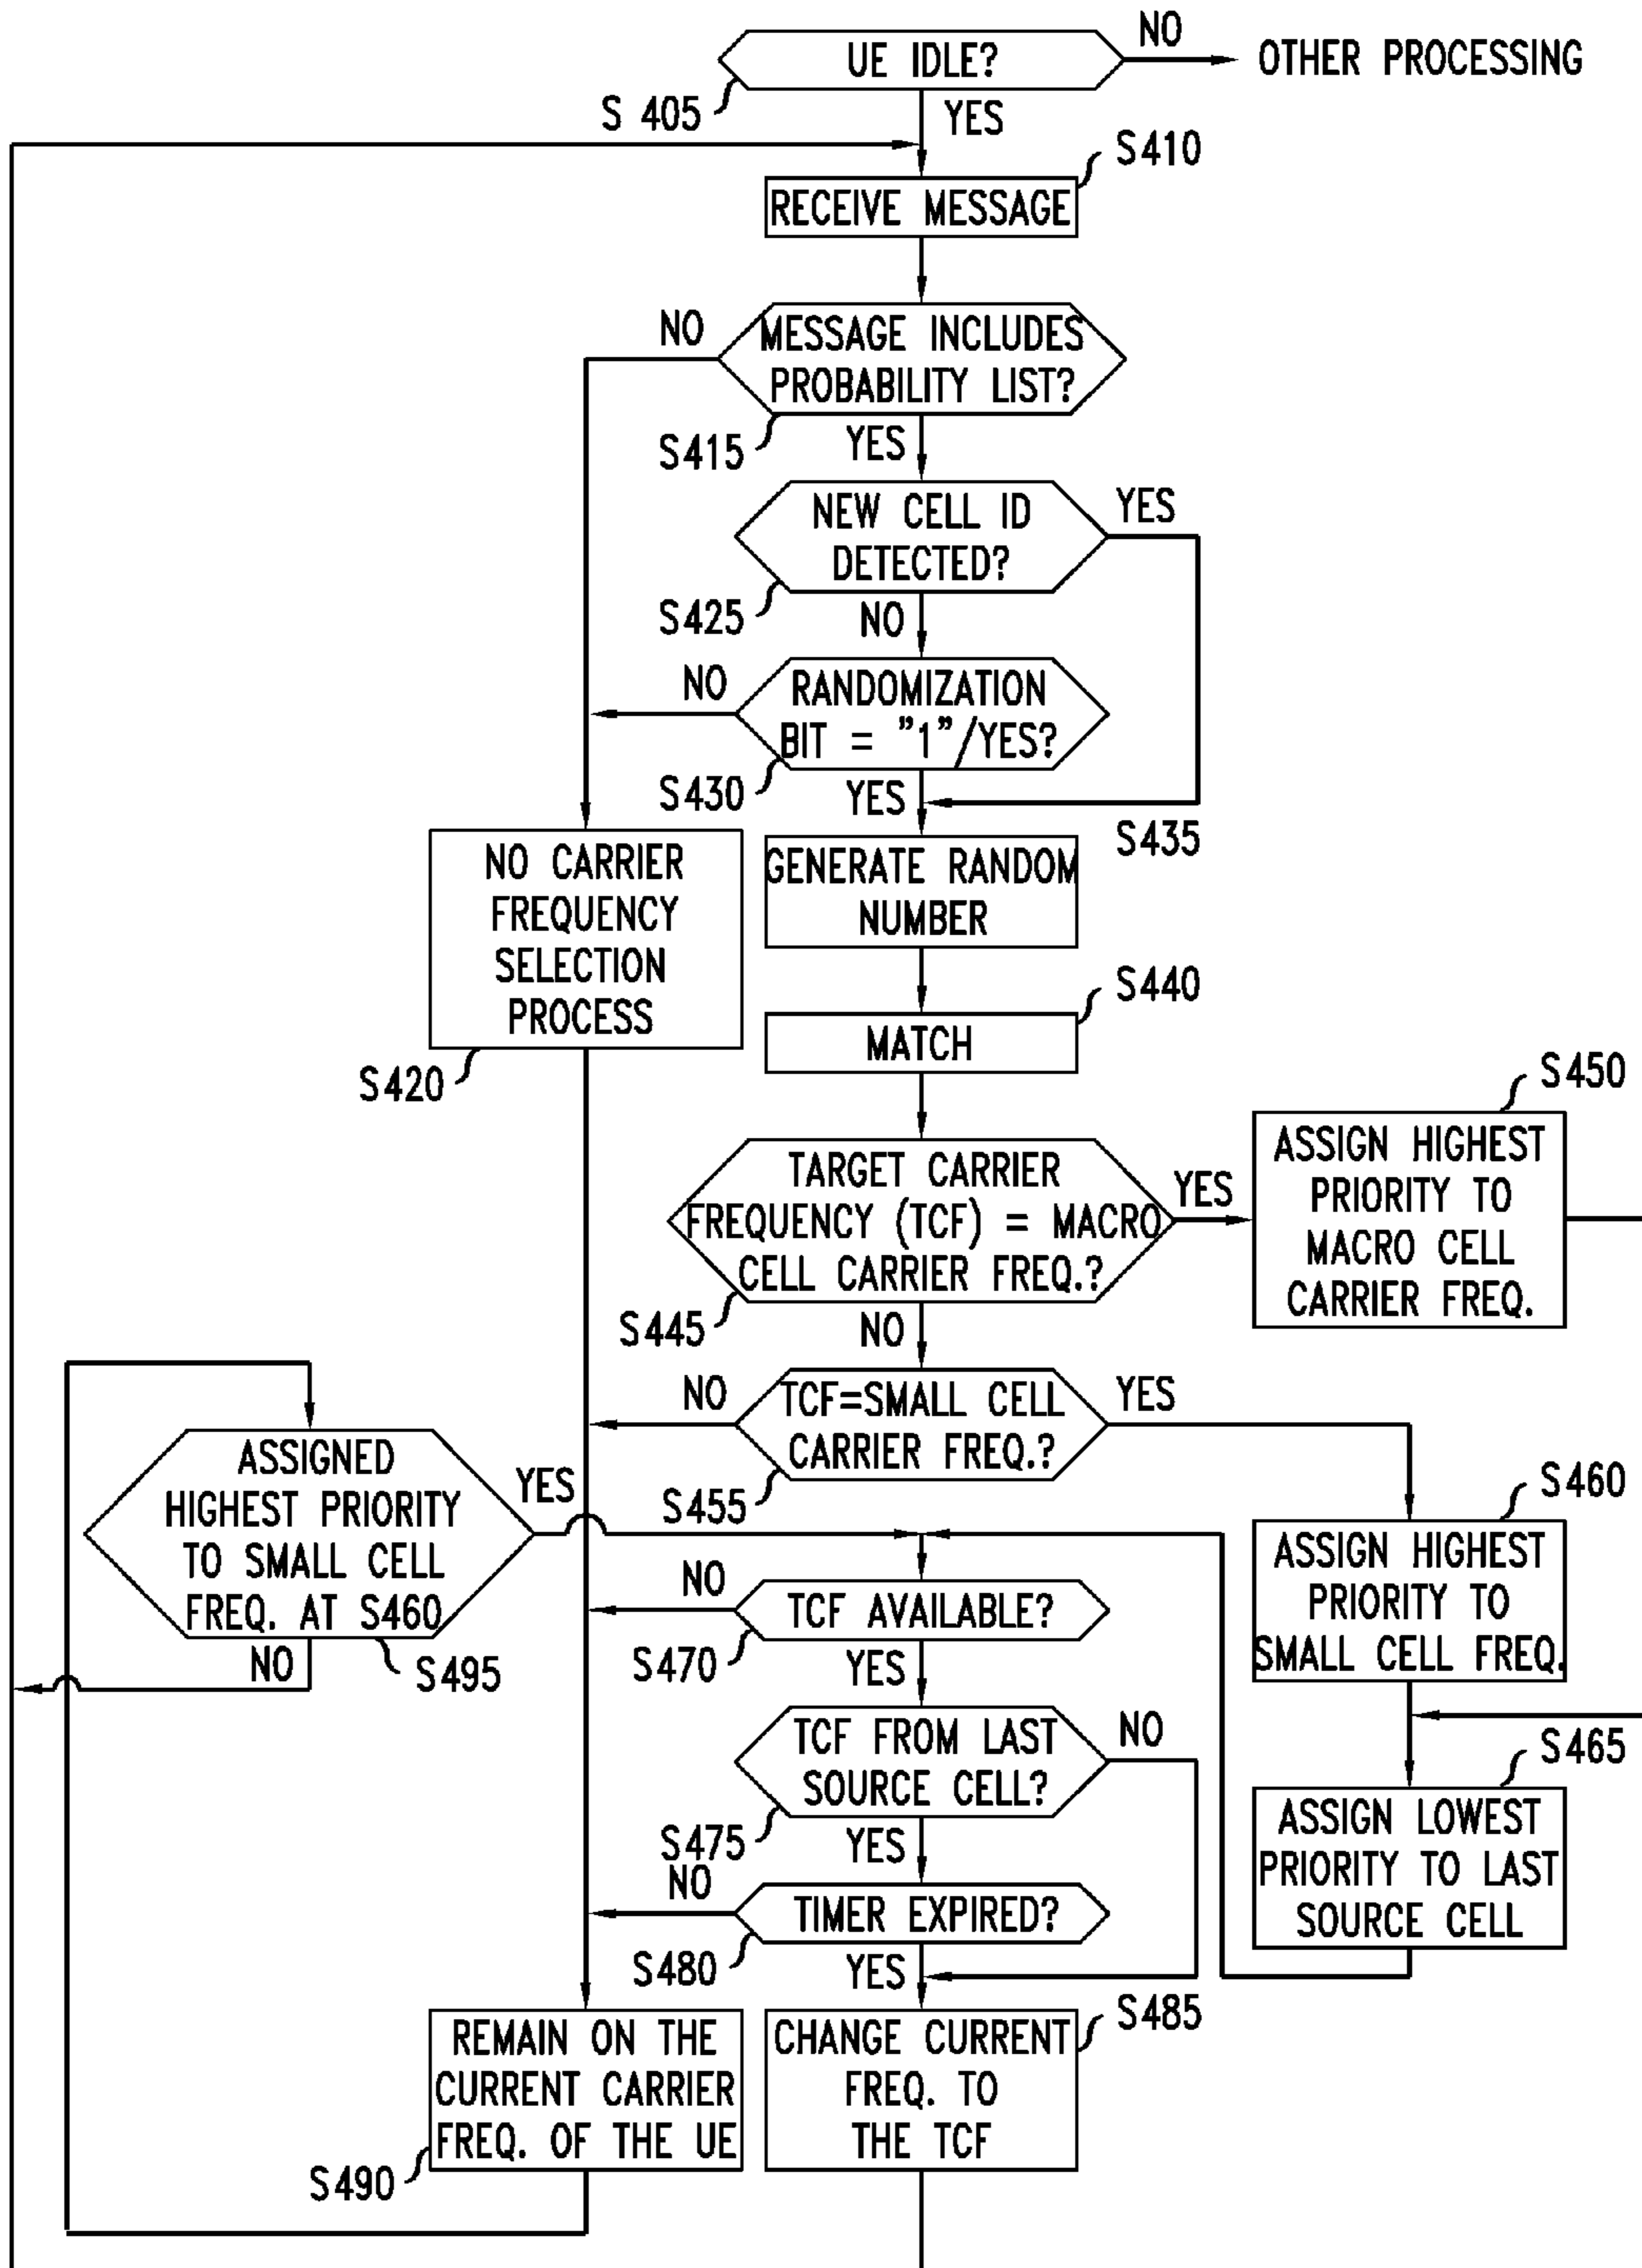 UE IDLE?
NO
OTHER PROCESSING
S 405
YES
S410
RECEIVE MESSAGE
NO
MESSAGE INCLUDES
PROBABILITY LIST?
S415
YES
NEW CELL ID
DETECTED?
YES
S425
NO
NO
RANDOMIZATION
BIT = "1"/YES?
S430
YES
S435
NO CARRIER
FREQUENCY
SELECTION
PROCESS
S420
GENERATE RANDOM
NUMBER
S440
MATCH
TARGET CARRIER
FREQUENCY (TCF) = MACRO
CELL CARRIER FREQ.?
YES
S445
NO
S450
ASSIGN HIGHEST
PRIORITY TO
MACRO CELL
CARRIER FREQ.
NO
TCF=SMALL CELL
CARRIER FREQ.?
YES
S455
ASSIGNED
HIGHEST PRIORITY
TO SMALL CELL
FREQ. AT S460
YES
NO
S495
S460
ASSIGN HIGHEST
PRIORITY TO
SMALL CELL FREQ.
NO
TCF AVAILABLE?
S470
YES
TCF FROM LAST
SOURCE CELL?
NO
S475
YES
S465
ASSIGN LOWEST
PRIORITY TO LAST
SOURCE CELL
NO
TIMER EXPIRED?
S480
YES
S485
REMAIN ON THE
CURRENT CARRIER
FREQ. OF THE UE
S490
CHANGE CURRENT
FREQ. TO
THE TCF